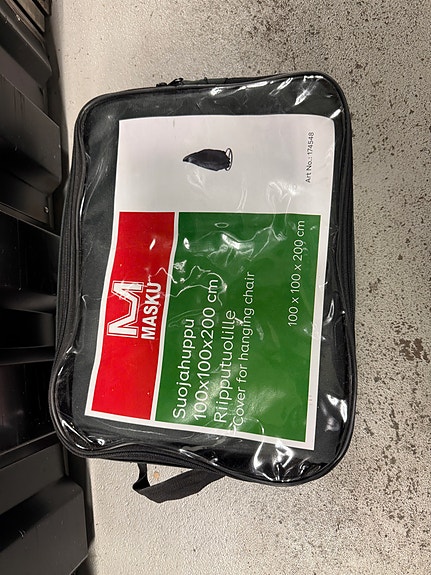 MASKU
Suojahuppu
100x100x200 cm)
Riipputuolille
Cover for hanging chair
100 x 100 x 200 cm
Art No.: 174548